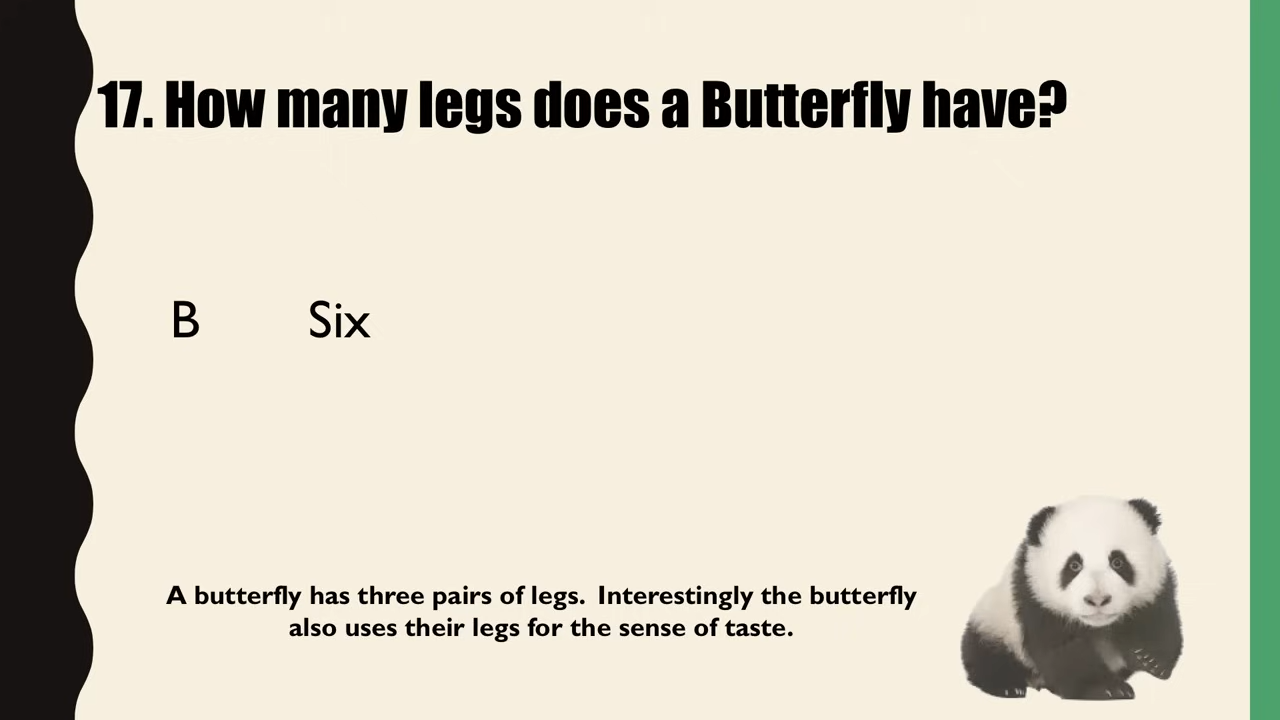 17. How many legs does a Butterfly have?
B Six
A butterfly has three pairs of legs. Interestingly the butterfly
also uses their legs for the sense of taste.